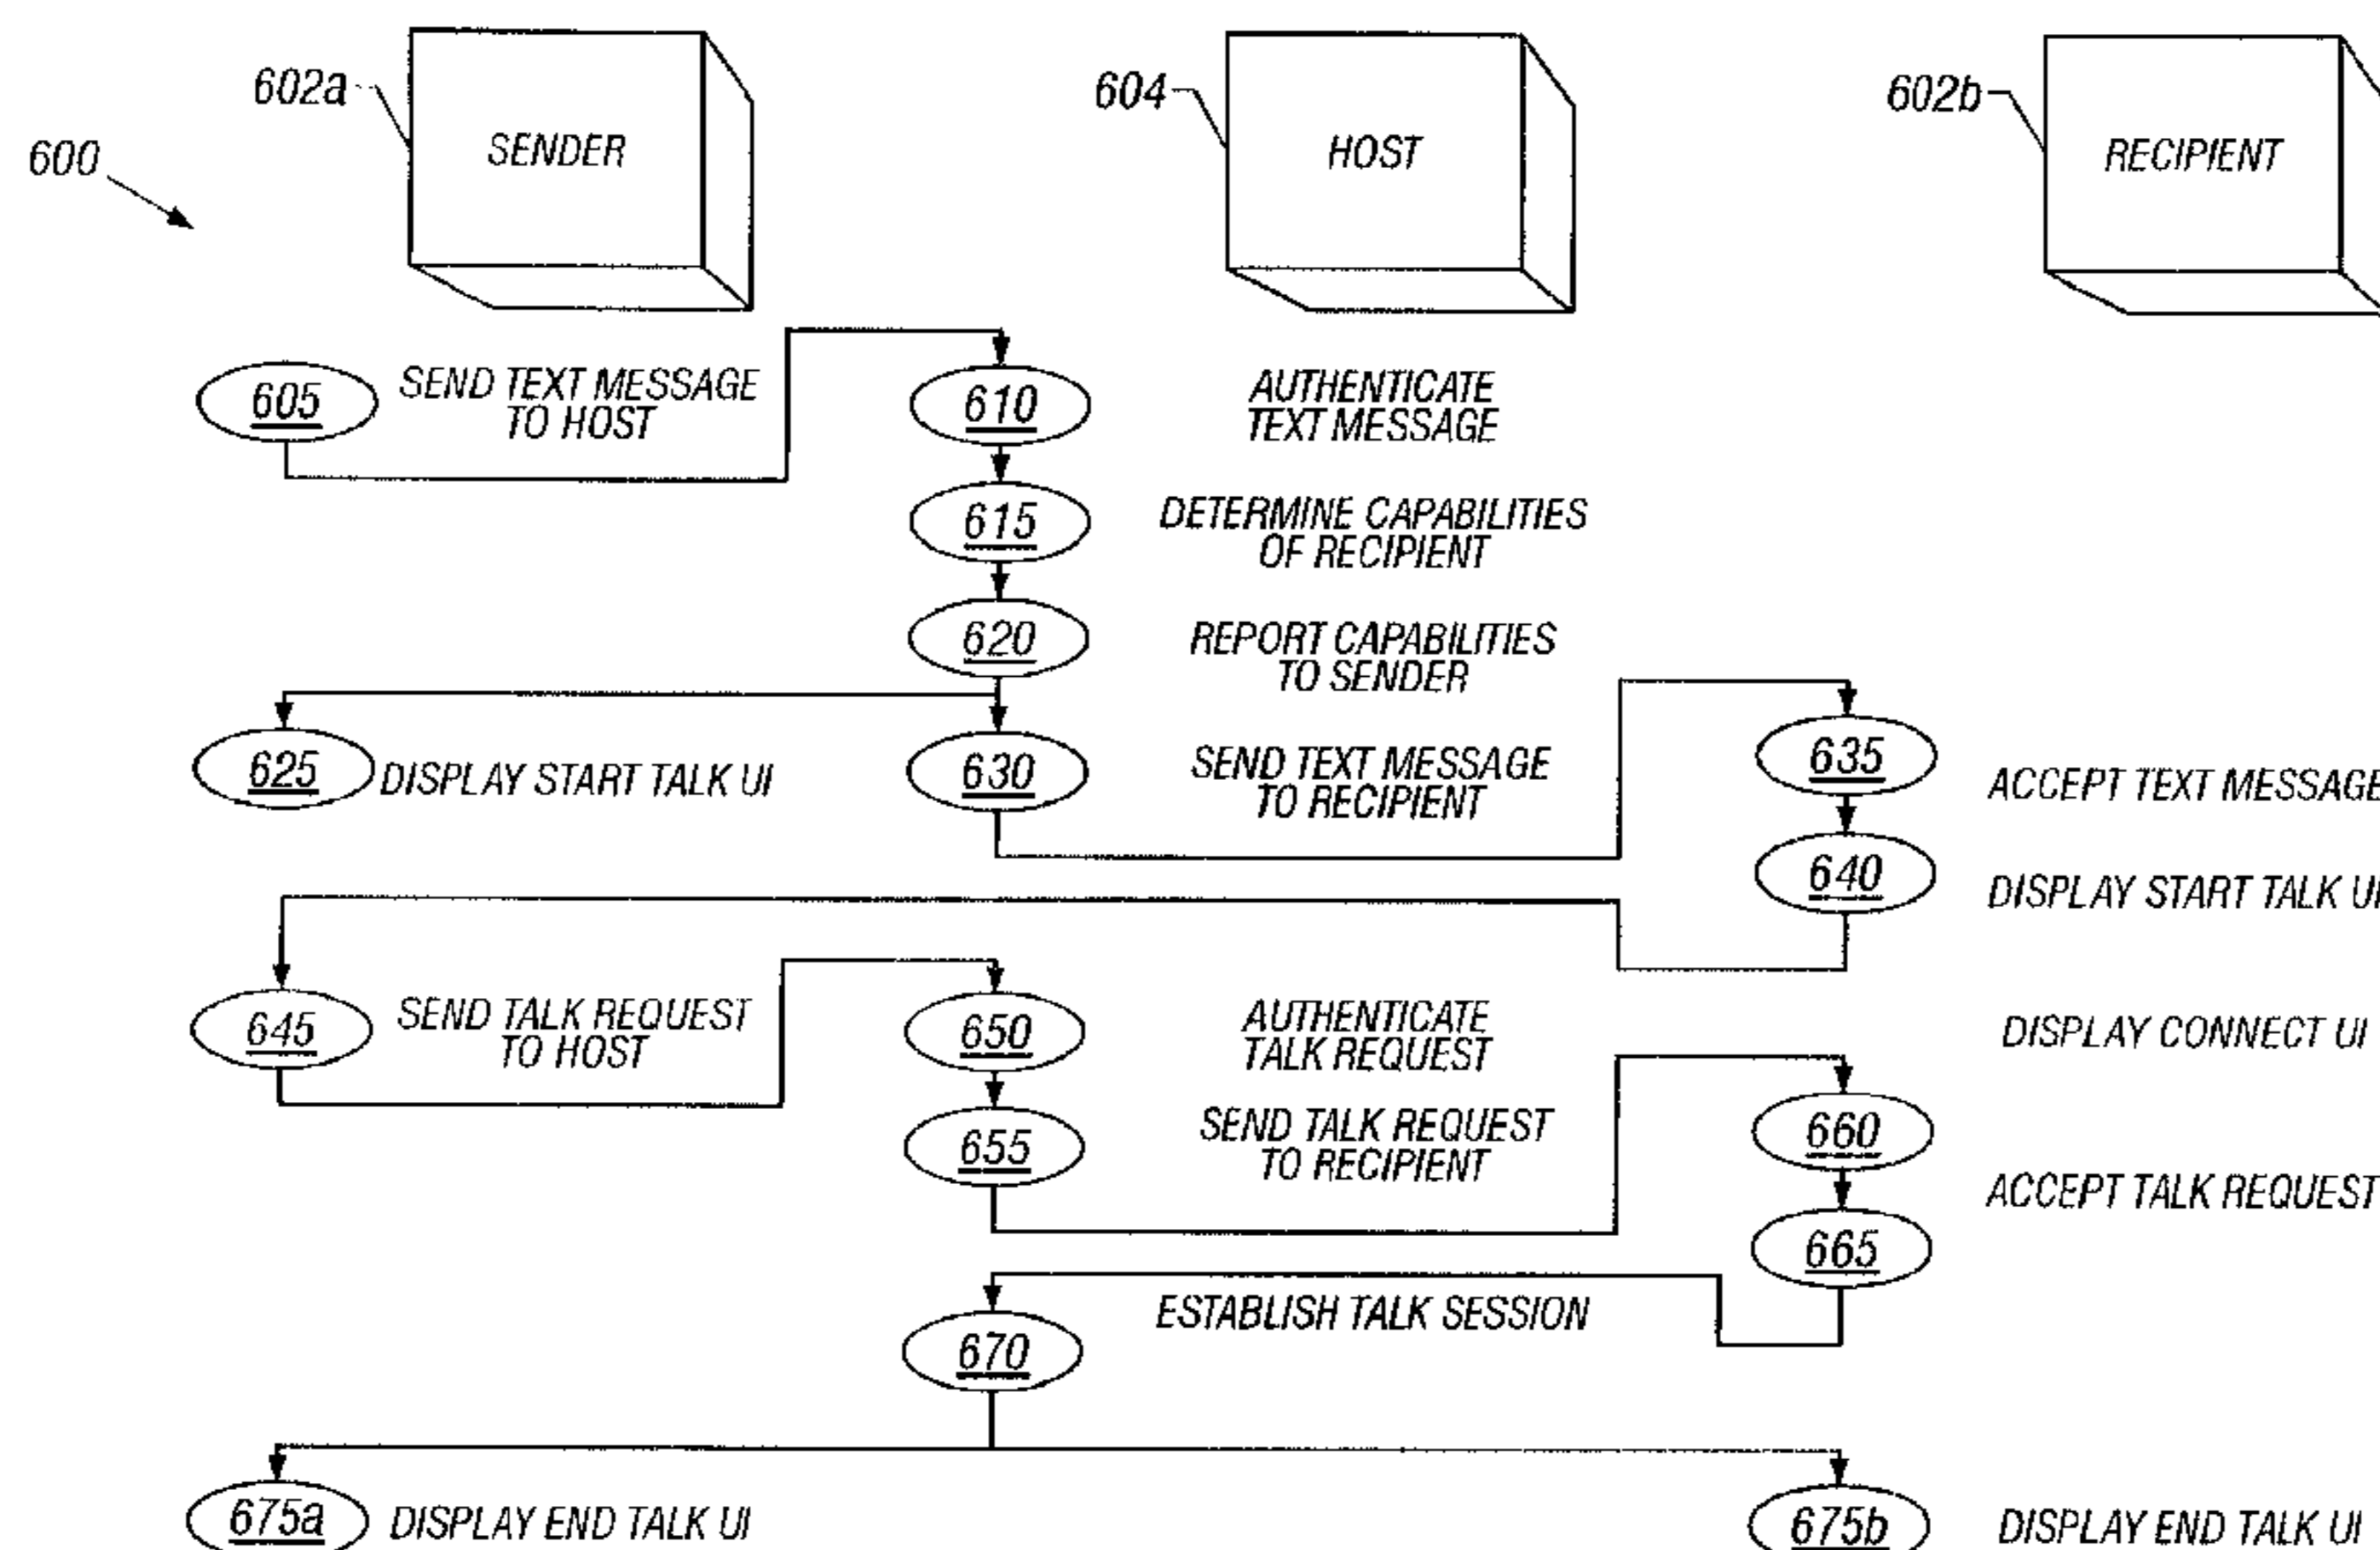 602a
SENDER
604
HOST
602b
RECIPIENT
600
605
SEND TEXT MESSAGE
TO HOST
610
AUTHENTICATE
TEXT MESSAGE
615
DETERMINE CAPABILITIES
OF RECIPIENT
620
REPORT CAPABILITIES
TO SENDER
625
DISPLAY START TALK UI
630
SEND TEXT MESSAGE
TO RECIPIENT
635
ACCEPT TEXT MESSAGE
640
DISPLAY START TALK UI
645
SEND TALK REQUEST
TO HOST
650
AUTHENTICATE
TALK REQUEST
DISPLAY CONNECT UI
655
SEND TALK REQUEST
TO RECIPIENT
660
ACCEPT TALK REQUEST
665
ESTABLISH TALK SESSION
670
675a
DISPLAY END TALK UI
675b
DISPLAY END TALK UI